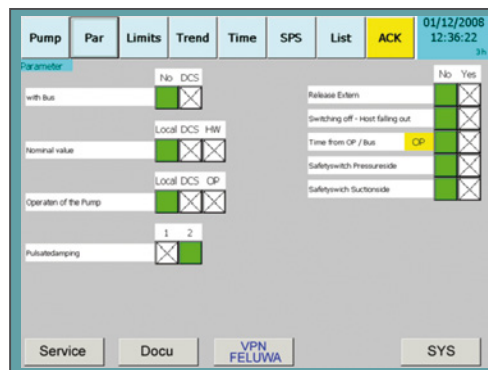 Pump Par Limits Trend Time SPS List ACK 01/12/2008
12:36:22
3h
Parameter
No DCS
with Bus
Local DCS HW
Nominal value
Local DCS OP
Operaten of the Pump
1 2
Pulsatedamping
No Yes
Release Extern
Switching off - Host falling out
Time from OP / Bus OP
Safetyswitch Pressureside
Safetyswich Suctionside
Service Docu VPN
FELUWA SYS